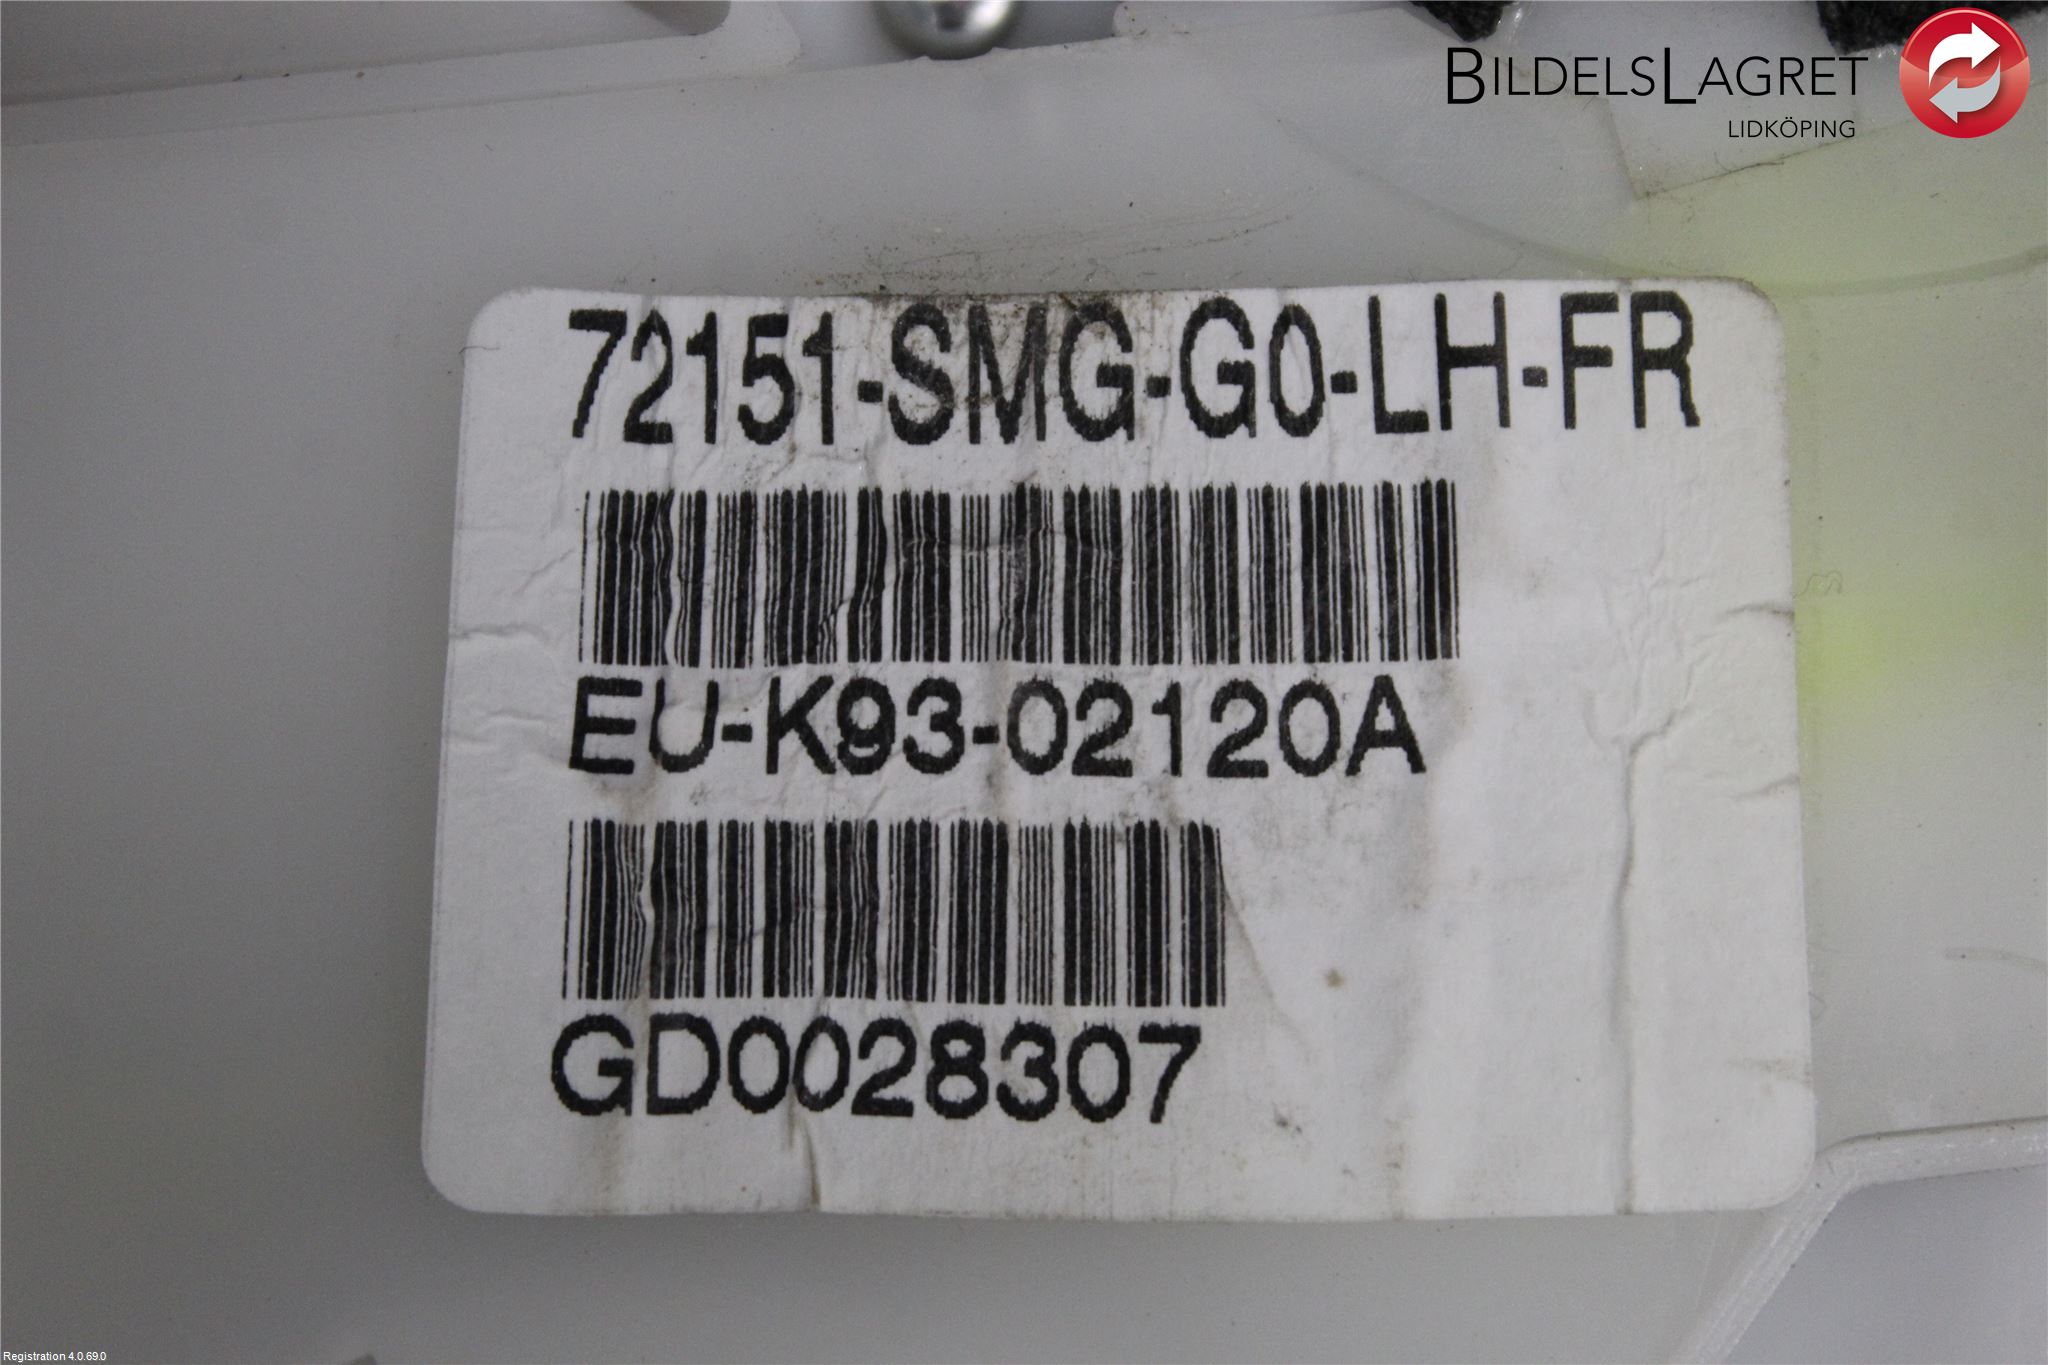 BILDELSLAGRET
LIDKÖPING
72151-SMG-G0-LH-FR
EU-K93-02120A
GD0028307
Registration 4.0.69.0